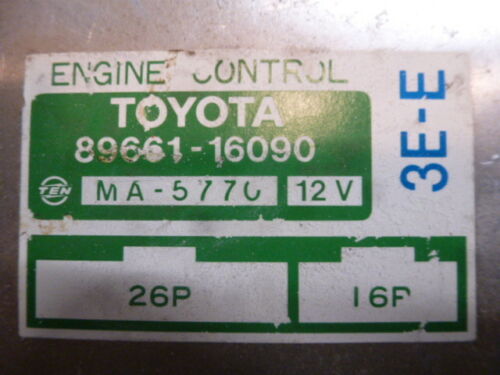 ENGINE CONTROL
TOYOTA
89661-16090
TEN MA-5770 12V
3E-E
26P 16P